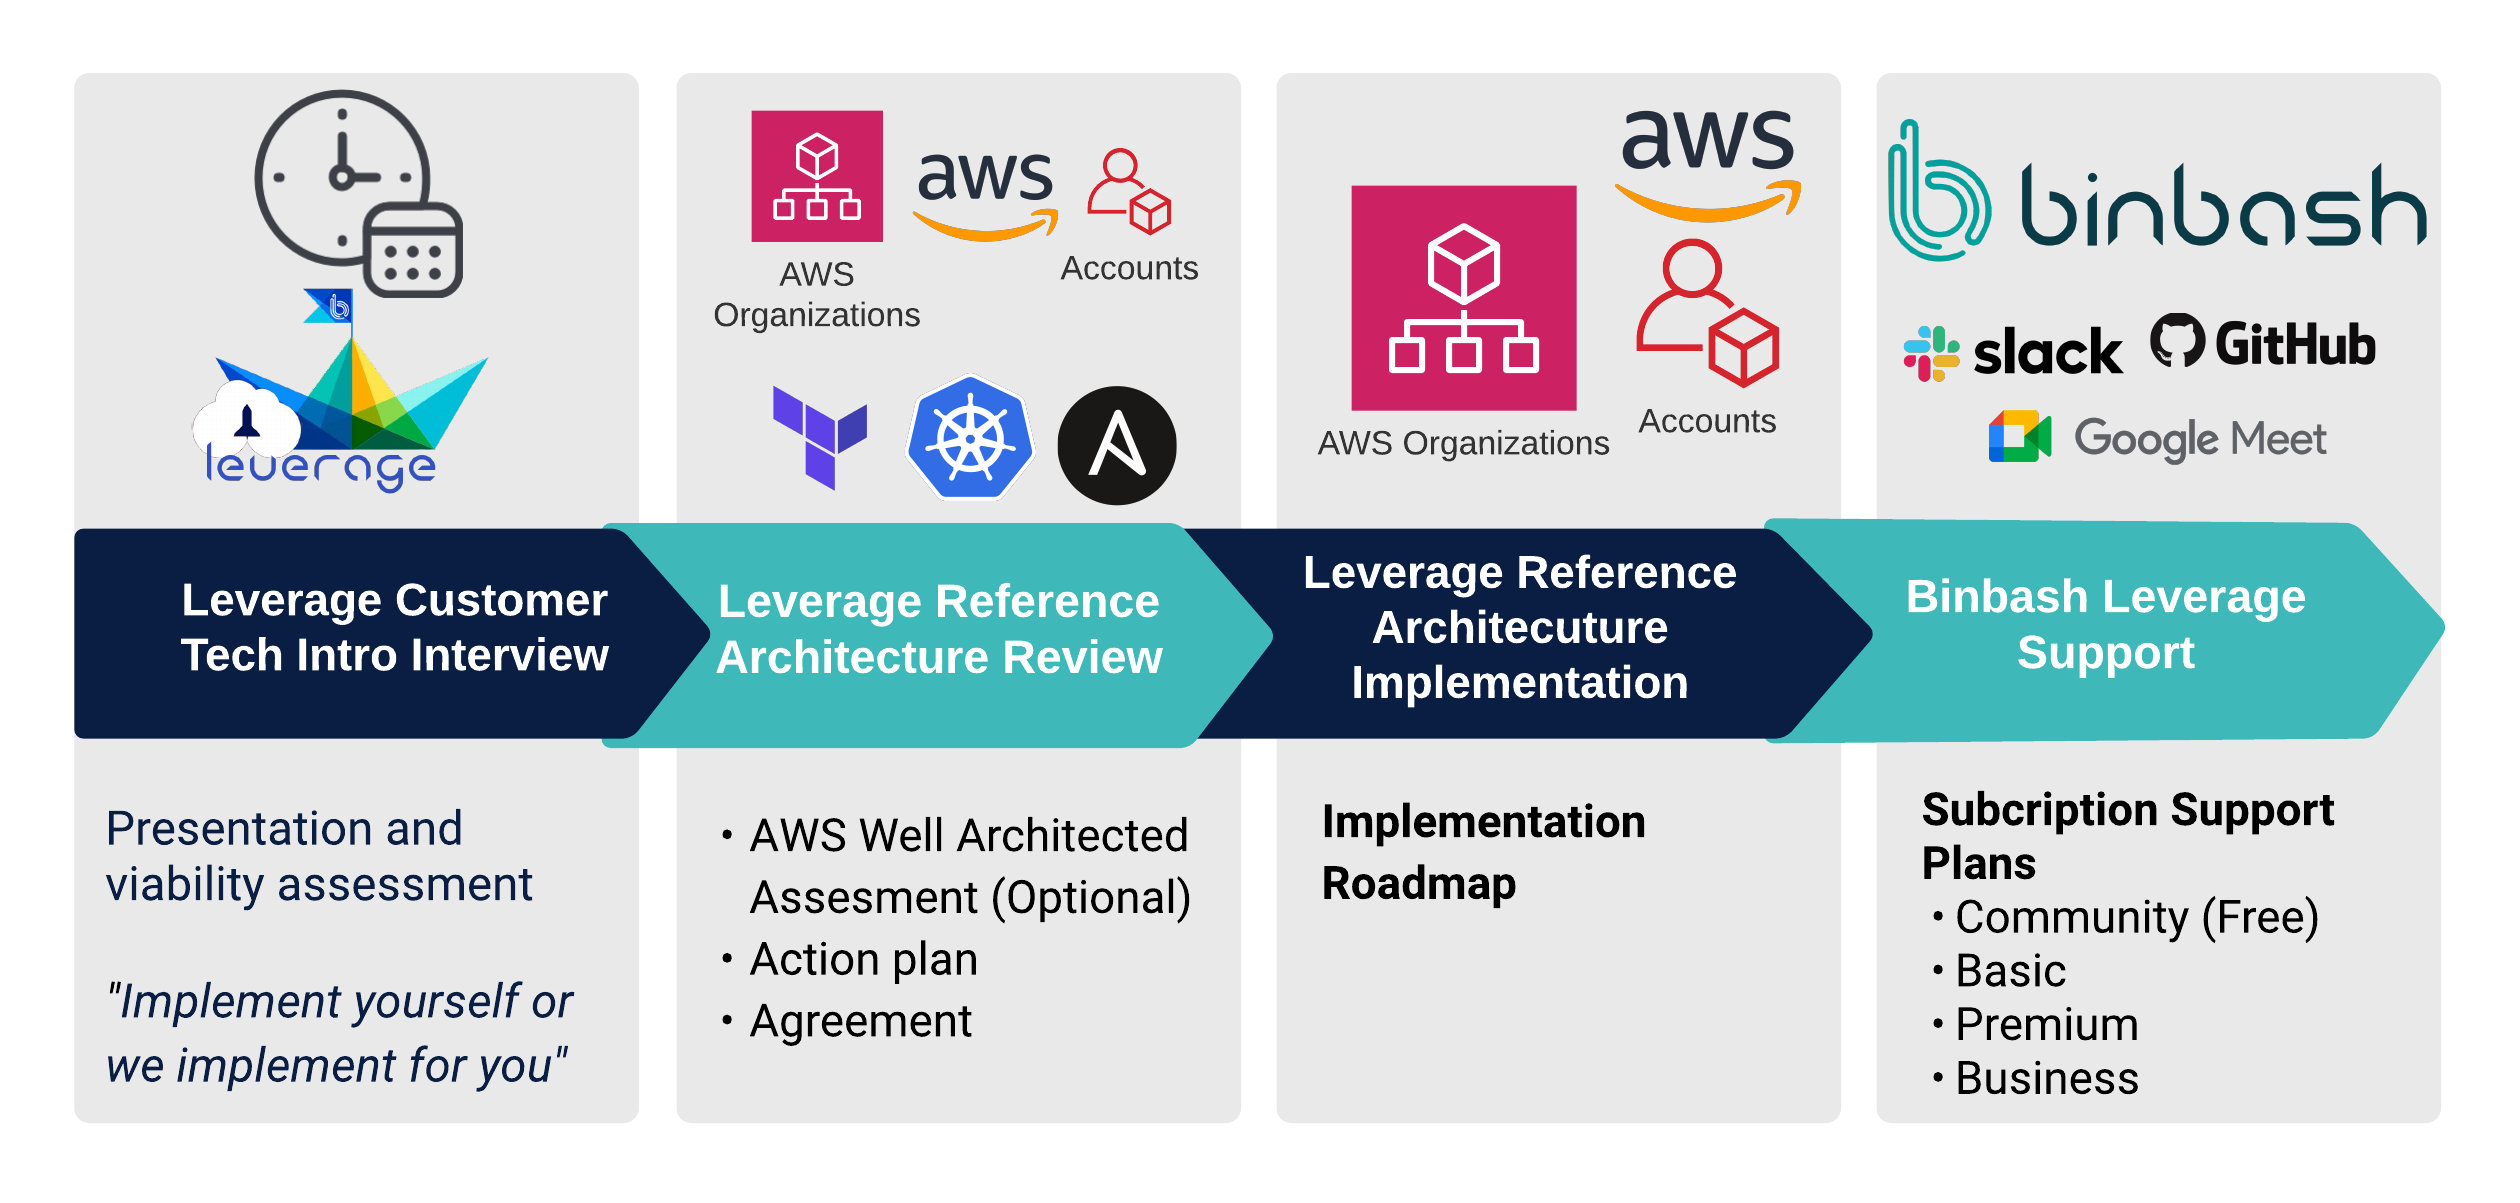 leverage
Leverage Customer
Tech Intro Interview
Presentation and
viability assessment
"Implement yourself or
we implement for you"
AWS
Organizations
aws
Accounts
Leverage Reference
Architecture Review
• AWS Well Architected
Assesment (Optional)
• Action plan
• Agreement
aws
AWS Organizations
Accounts
Leverage Reference
Architecuture
Implementation
Implementation
Roadmap
binbash
slack
GitHub
Google Meet
Binbash Leverage
Support
Subcription Support
Plans
• Community (Free)
• Basic
• Premium
• Business